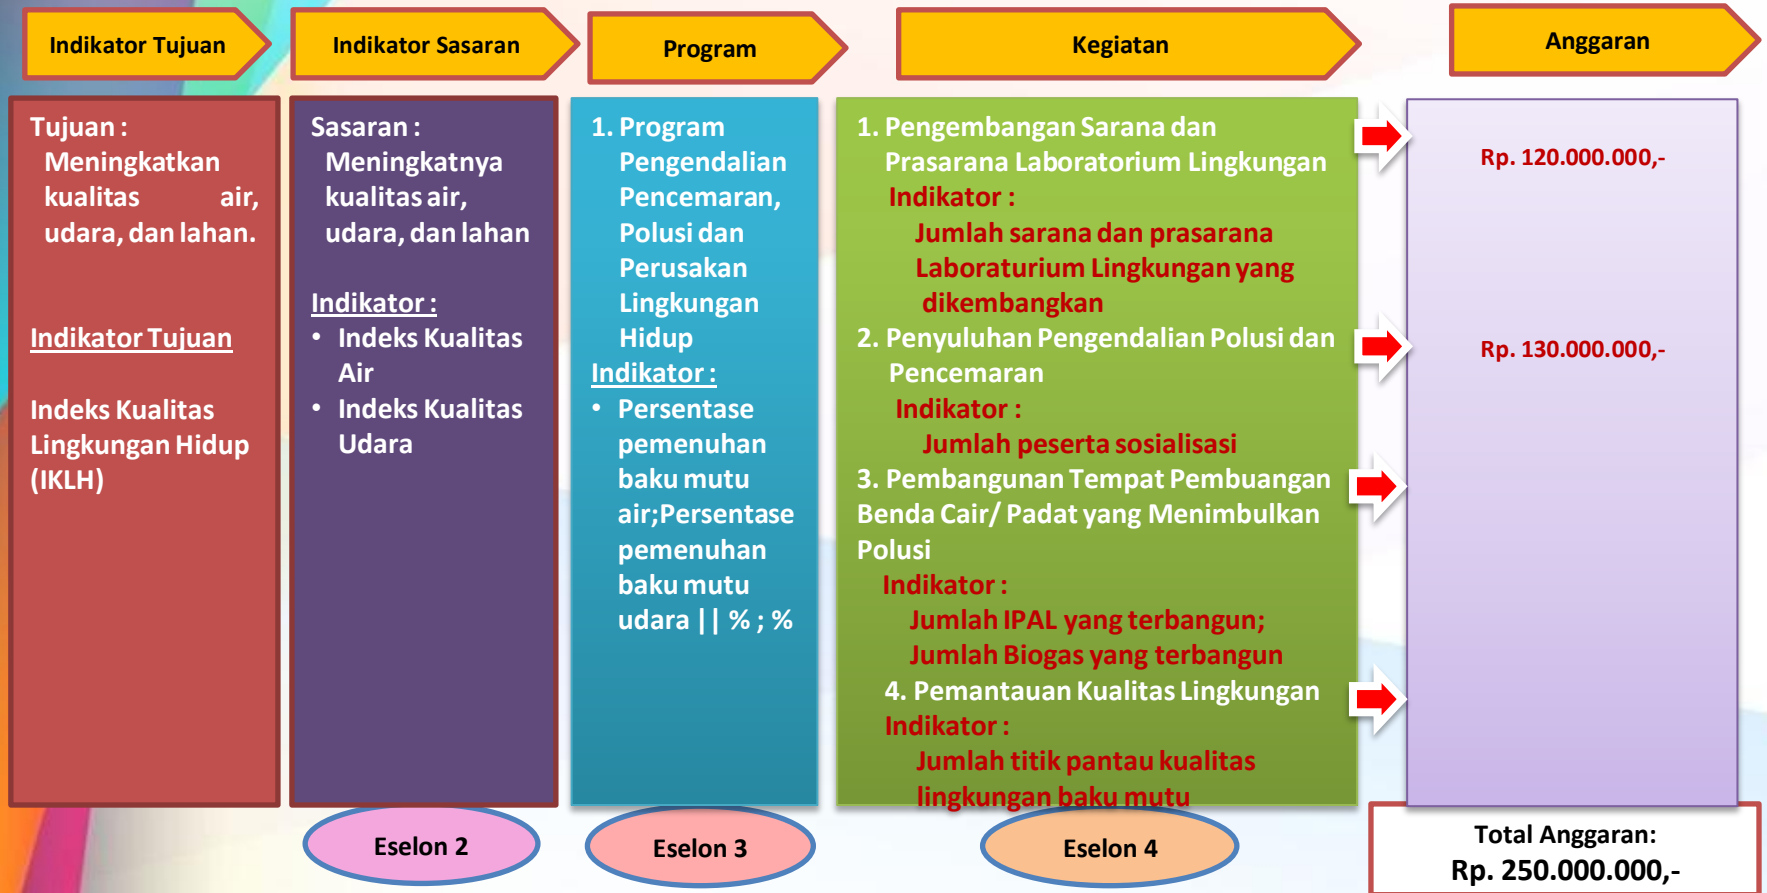 Indikator Tujuan
Indikator Sasaran
Program
Kegiatan
Anggaran
Tujuan :
Meningkatkan
kualitas air,
udara, dan lahan.
Indikator Tujuan
Indeks Kualitas
Lingkungan Hidup
(IKLH)
Sasaran :
Meningkatnya
kualitas air,
udara, dan lahan
Indikator :
• Indeks Kualitas
Air
• Indeks Kualitas
Udara
1. Program
Pengendalian
Pencemaran,
Polusi dan
Perusakan
Lingkungan
Hidup
Indikator :
• Persentase
pemenuhan
baku mutu
air;Persentase
pemenuhan
baku mutu
udara || % ; %
1. Pengembangan Sarana dan
Prasarana Laboratorium Lingkungan
Indikator :
Jumlah sarana dan prasarana
Laboraturium Lingkungan yang
dikembangkan
2. Penyuluhan Pengendalian Polusi dan
Pencemaran
Indikator :
Jumlah peserta sosialisasi
3. Pembangunan Tempat Pembuangan
Benda Cair/ Padat yang Menimbulkan
Polusi
Indikator :
Jumlah IPAL yang terbangun;
Jumlah Biogas yang terbangun
4. Pemantauan Kualitas Lingkungan
Indikator :
Jumlah titik pantau kualitas
lingkungan baku mutu
Rp. 120.000.000,-
Rp. 130.000.000,-
Eselon 2
Eselon 3
Eselon 4
Total Anggaran:
Rp. 250.000.000,-